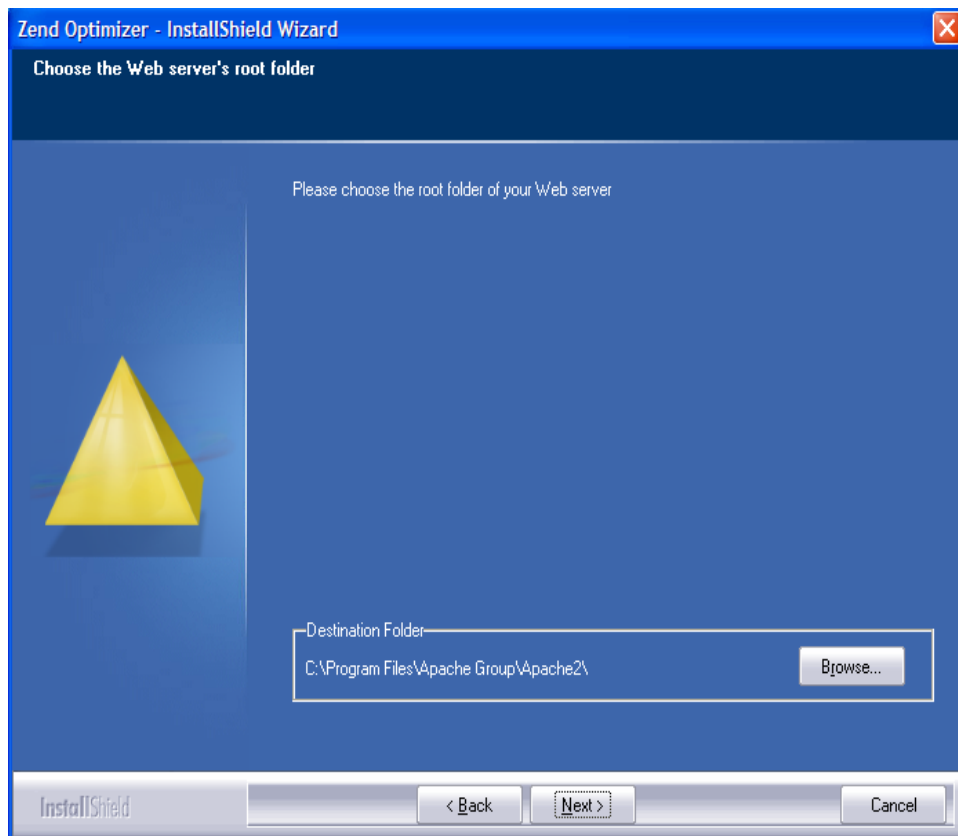 Zend Optimizer - InstallShield Wizard
Choose the Web server's root folder
Please choose the root folder of your Web server
Destination Folder
C:\Program Files\Apache Group\Apache2\
Browse...
InstallShield
< Back
Next >
Cancel